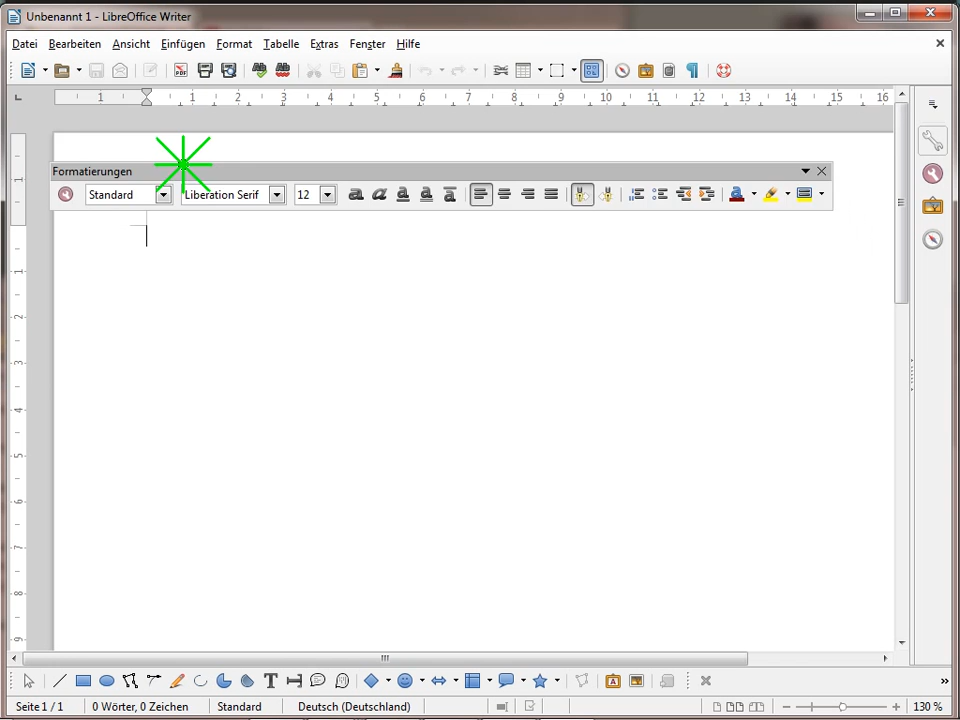 Unbenannt 1 - LibreOffice Writer
Datei Bearbeiten Ansicht Einfügen Format Tabelle Extras Fenster Hilfe
1 1 2 3 4 5 6 7 8 9 10 11 12 13 14 15 16
Formatierungen
Standard Liberation Serif 12
1
1
2
3
4
5
6
7
8
9
Seite 1 / 1 0 Wörter, 0 Zeichen Standard Deutsch (Deutschland) 130 %